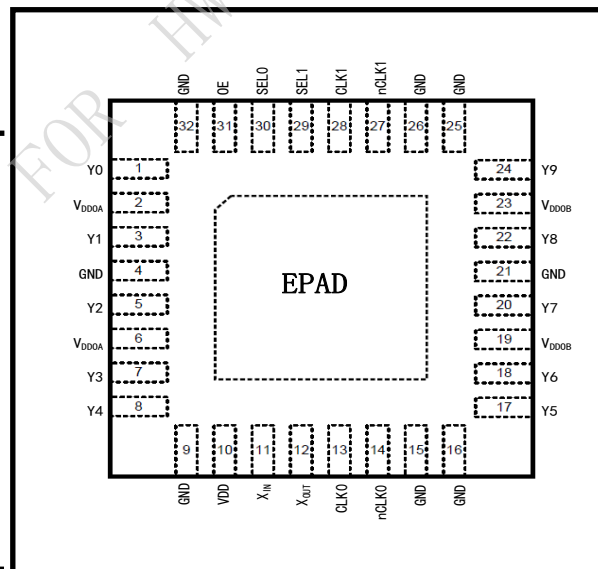 FOR HW
GND OE SEL0 SEL1 CLK1 nCLK1 GND GND
32 31 30 29 28 27 26 25
Y0 1 24 Y9
VDDOA 2 23 VDDOB
Y1 3 22 Y8
GND 4 21 GND
EPAD
Y2 5 20 Y7
VDDOA 6 19 VDDOB
Y3 7 18 Y6
Y4 8 17 Y5
9 10 11 12 13 14 15 16
GND VDD XIN XOUT CLK0 nCLK0 GND GND